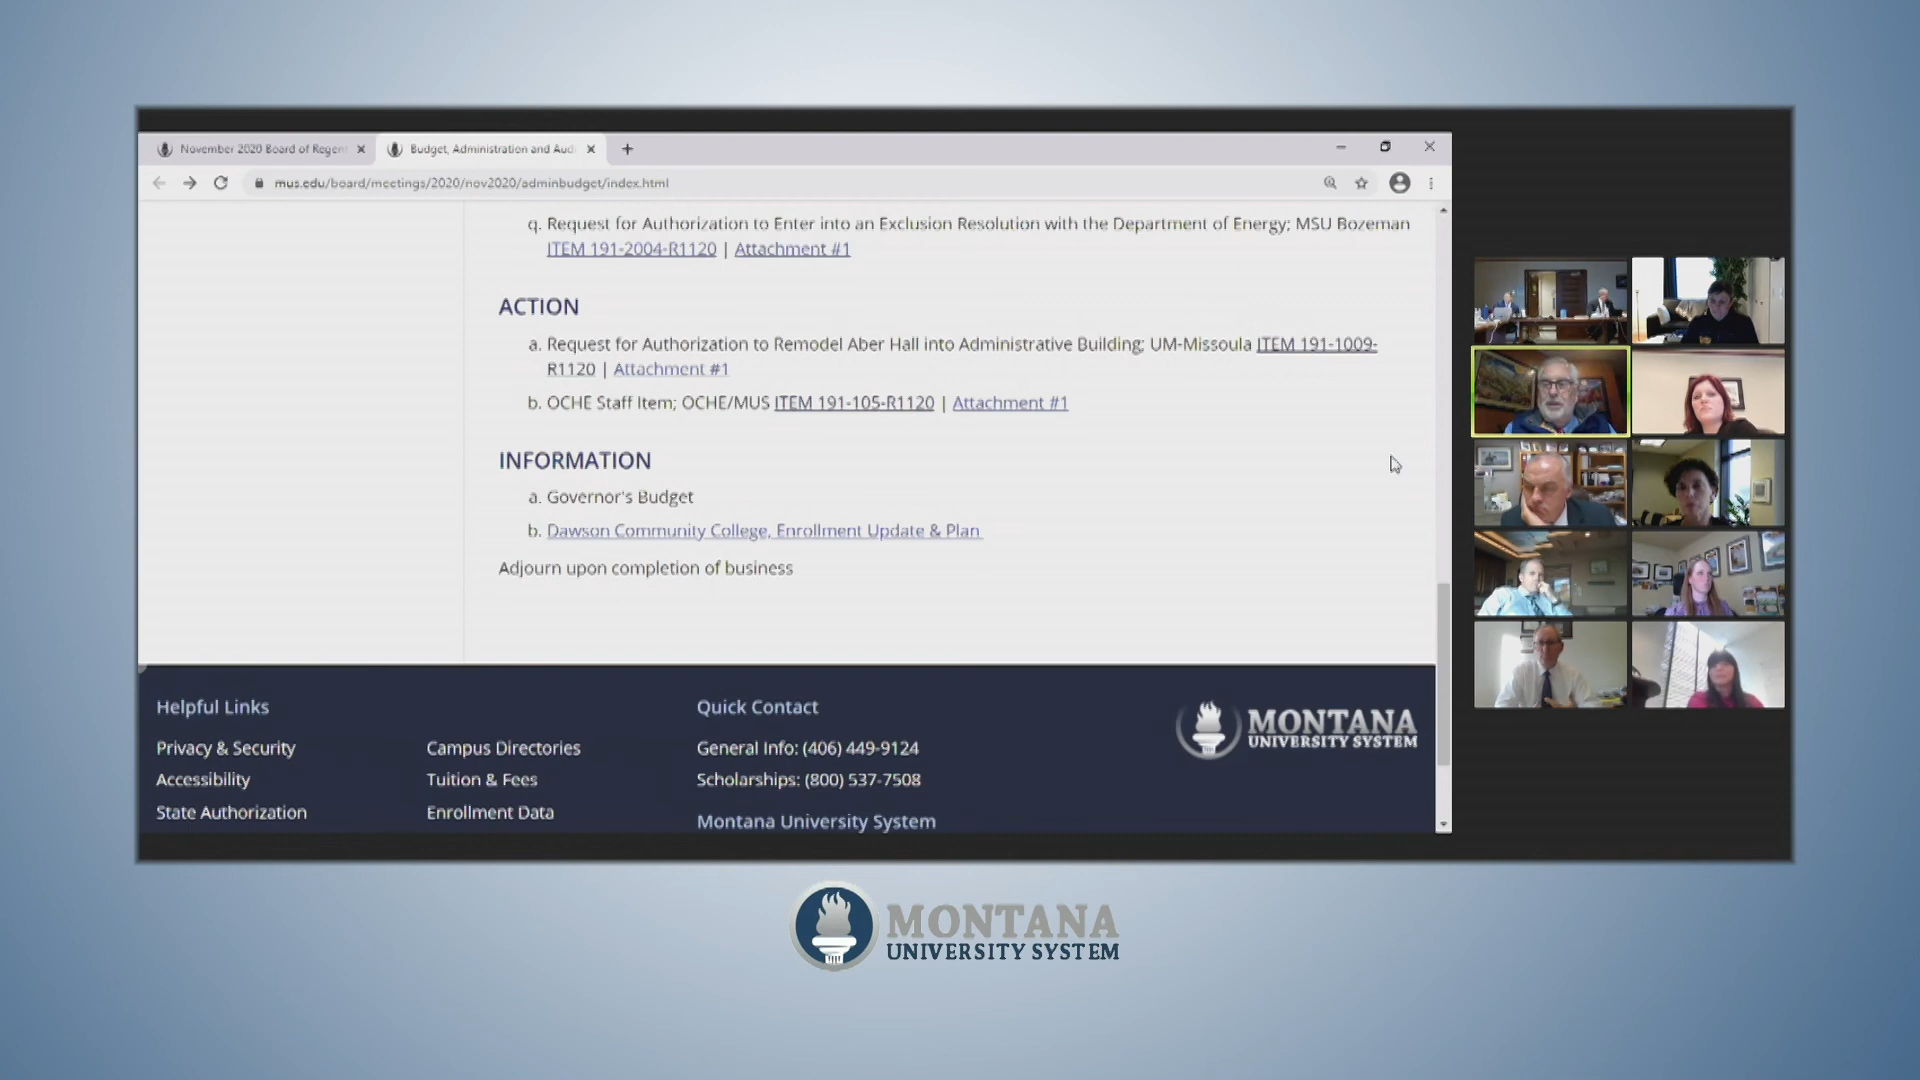 November 2020 Board of Regen
Budget, Administration and Aud
mus.edu/board/meetings/2020/nov2020/adminbudget/index.html
q. Request for Authorization to Enter into an Exclusion Resolution with the Department of Energy; MSU Bozeman
ITEM 191-2004-R1120 | Attachment #1
ACTION
a. Request for Authorization to Remodel Aber Hall into Administrative Building; UM-Missoula ITEM 191-1009-
R1120 | Attachment #1
b. OCHE Staff Item; OCHE/MUS ITEM 191-105-R1120 | Attachment #1
INFORMATION
a. Governor's Budget
b. Dawson Community College, Enrollment Update & Plan
Adjourn upon completion of business
Helpful Links
Privacy & Security
Accessibility
State Authorization
Campus Directories
Tuition & Fees
Enrollment Data
Quick Contact
General Info: (406) 449-9124
Scholarships: (800) 537-7508
Montana University System
MONTANA
UNIVERSITY SYSTEM
MONTANA
UNIVERSITY SYSTEM